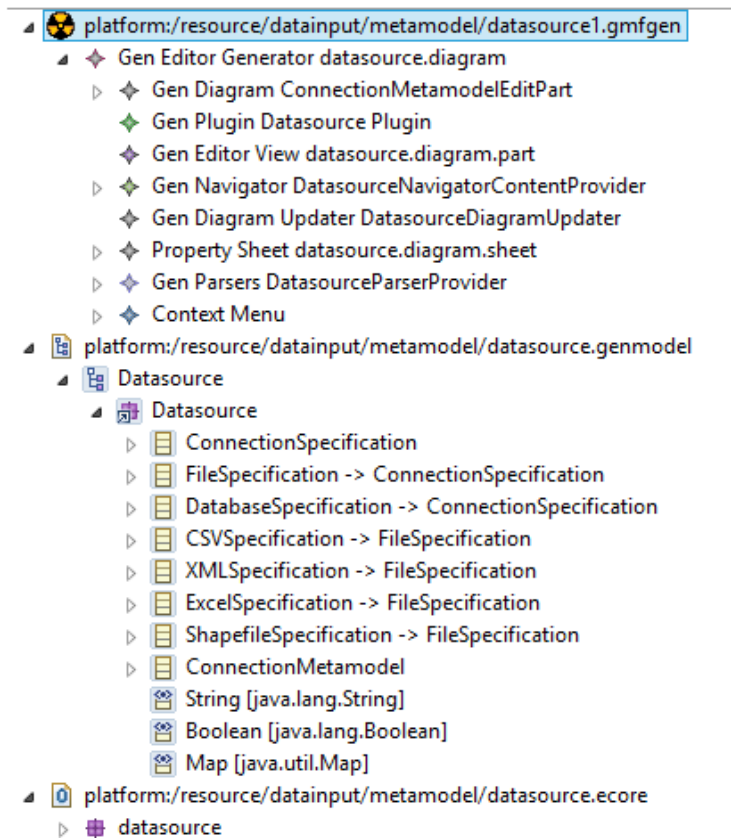 platform:/resource/datainput/metamodel/datasource1.gmfgen
Gen Editor Generator datasource.diagram
Gen Diagram ConnectionMetamodelEditPart
Gen Plugin Datasource Plugin
Gen Editor View datasource.diagram.part
Gen Navigator DatasourceNavigatorContentProvider
Gen Diagram Updater DatasourceDiagramUpdater
Property Sheet datasource.diagram.sheet
Gen Parsers DatasourceParserProvider
Context Menu
platform:/resource/datainput/metamodel/datasource.genmodel
Datasource
Datasource
ConnectionSpecification
FileSpecification -> ConnectionSpecification
DatabaseSpecification -> ConnectionSpecification
CSVSpecification -> FileSpecification
XMLSpecification -> FileSpecification
ExcelSpecification -> FileSpecification
ShapefileSpecification -> FileSpecification
ConnectionMetamodel
String [java.lang.String]
Boolean [java.lang.Boolean]
Map [java.util.Map]
platform:/resource/datainput/metamodel/datasource.ecore
datasource